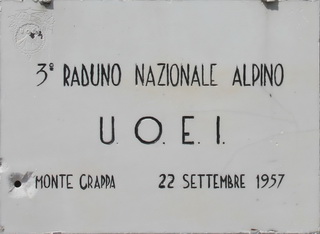 3° RADUNO NAZIONALE ALPINO
U. O. E. I.
MONTE GRAPPA 22 SETTEMBRE 1957